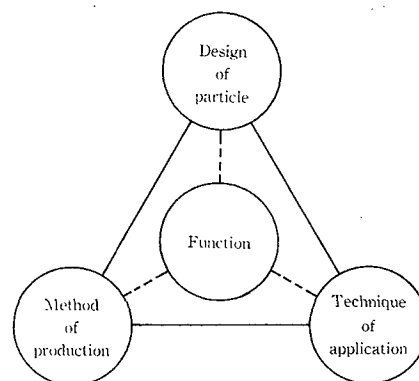 Design
of
particle
Function
Method
of
production
Technique
of
application